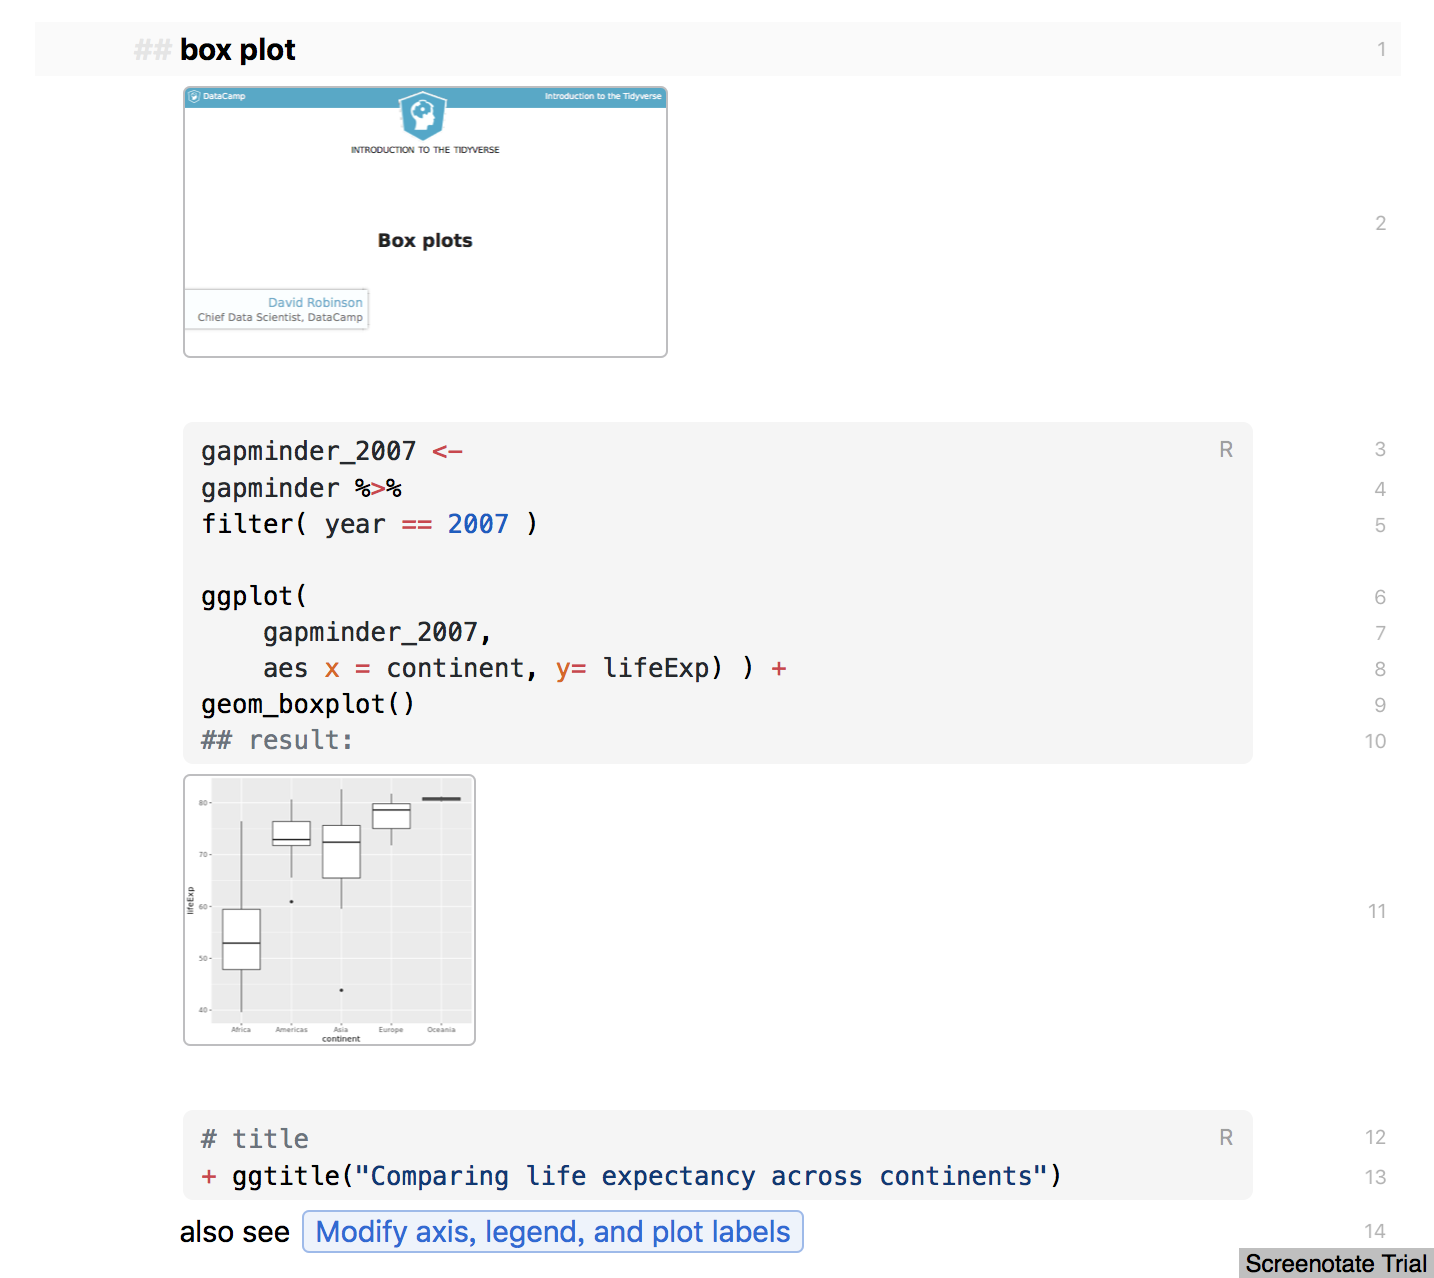 ## box plot
1
DataCamp
Introduction to the Tidyverse
INTRODUCTION TO THE TIDYVERSE
Box plots
David Robinson
Chief Data Scientist, DataCamp
2
gapminder_2007 <-
R
3
gapminder %>%
4
filter( year == 2007 )
5
ggplot(
6
gapminder_2007,
7
aes x = continent, y= lifeExp) ) +
8
geom_boxplot()
9
## result:
10
80
70
60
50
40
lifeExp
Africa Americas Asia Europe Oceania
continent
11
# title
R
12
+ ggtitle("Comparing life expectancy across continents")
13
also see Modify axis, legend, and plot labels
14
Screenotate Trial